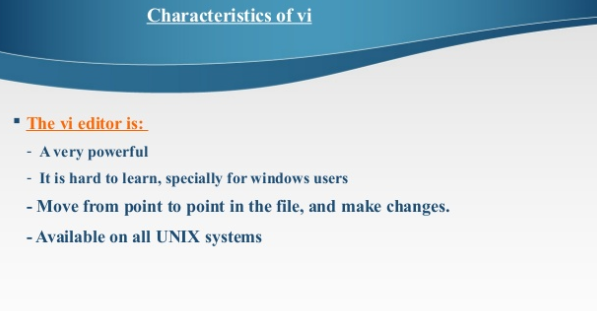 Characteristics of vi
▪ The vi editor is:
- A very powerful
- It is hard to learn, specially for windows users
- Move from point to point in the file, and make changes.
- Available on all UNIX systems